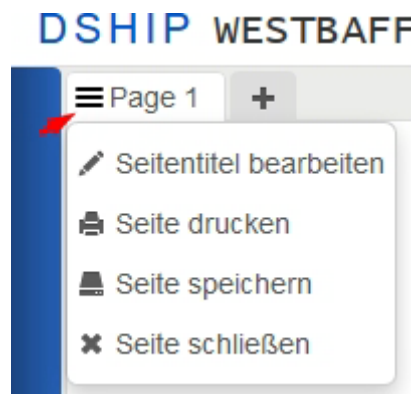 DSHIP WESTBAFF
Page 1 +
Seitentitel bearbeiten
Seite drucken
Seite speichern
Seite schließen